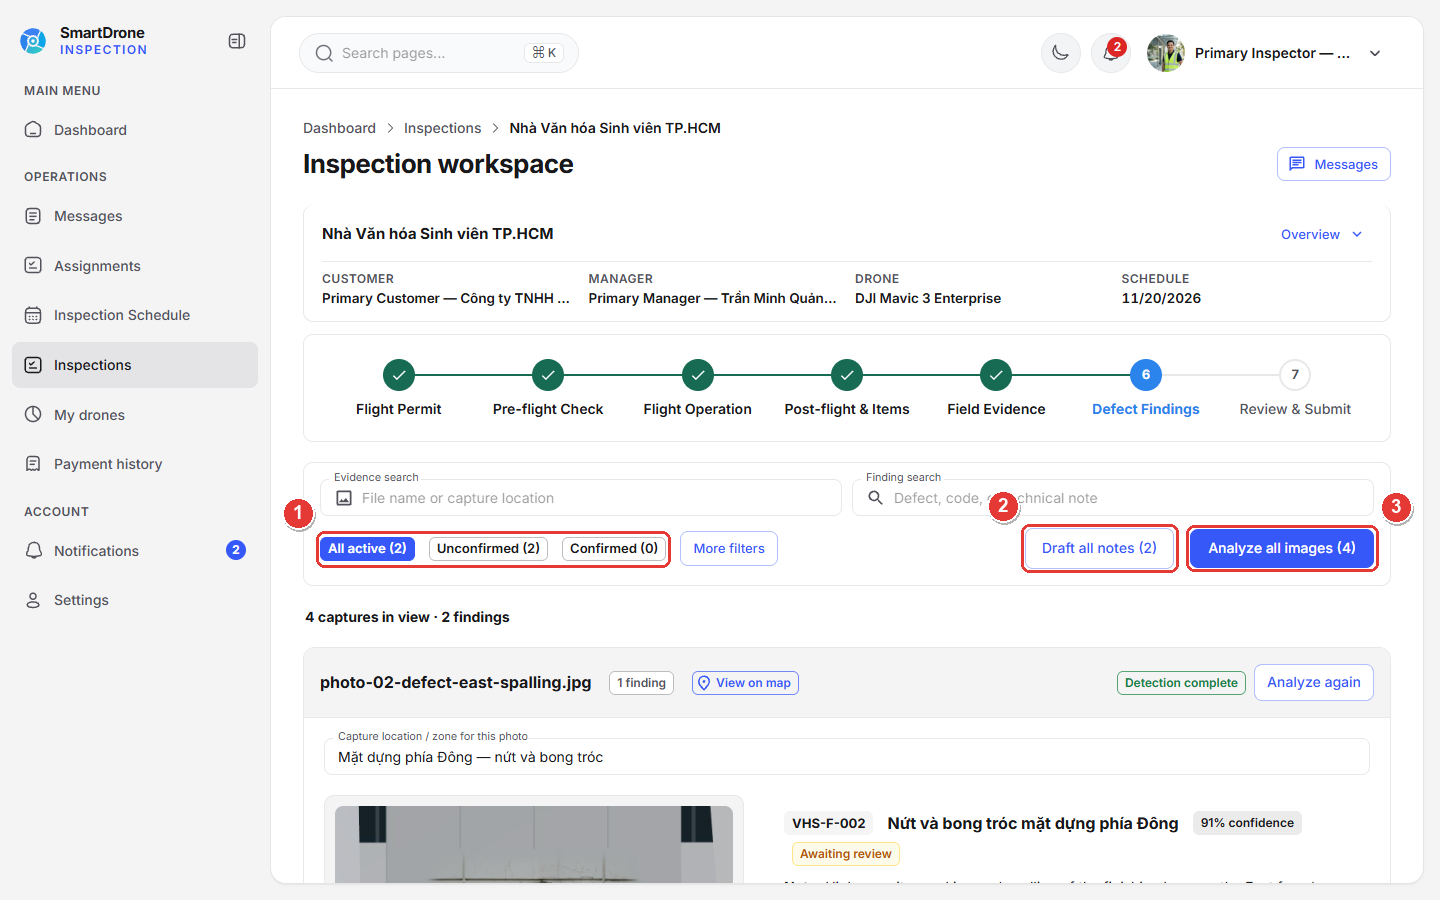 SmartDrone
INSPECTION
MAIN MENU
Dashboard
OPERATIONS
Messages
Assignments
Inspection Schedule
Inspections
My drones
Payment history
ACCOUNT
Notifications
2
Settings
Search pages...
⌘ K
2
Primary Inspector — ...
Dashboard > Inspections > Nhà Văn hóa Sinh viên TP.HCM
Inspection workspace
Messages
Nhà Văn hóa Sinh viên TP.HCM
Overview
CUSTOMER
Primary Customer — Công ty TNHH ...
MANAGER
Primary Manager — Trần Minh Quân...
DRONE
DJI Mavic 3 Enterprise
SCHEDULE
11/20/2026
Flight Permit
Pre-flight Check
Flight Operation
Post-flight & Items
Field Evidence
6
Defect Findings
7
Review & Submit
Evidence search
File name or capture location
Finding search
Defect, code, chnical note
1
2
3
All active (2)
Unconfirmed (2)
Confirmed (0)
More filters
Draft all notes (2)
Analyze all images (4)
4 captures in view · 2 findings
photo-02-defect-east-spalling.jpg
1 finding
View on map
Detection complete
Analyze again
Capture location / zone for this photo
Mặt dựng phía Đông — nứt và bong tróc
VHS-F-002
Nứt và bong tróc mặt dựng phía Đông
91% confidence
Awaiting review